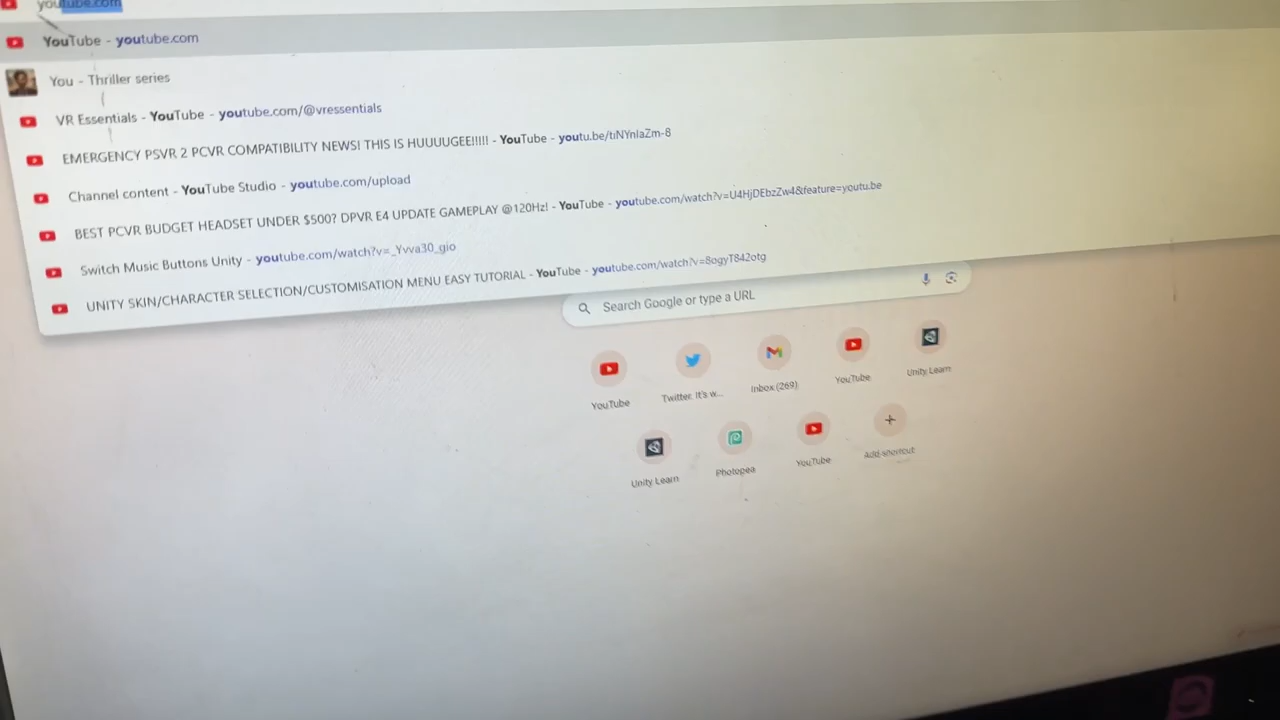 youtube.com
YouTube - youtube.com
You - Thriller series
VR Essentials - YouTube - youtube.com/@vressentials
EMERGENCY PSVR 2 PCVR COMPATIBILITY NEWS! THIS IS HUUUUGEE!!!!! - YouTube - youtu.be/tiNYnIaZm-8
Channel content - YouTube Studio - youtube.com/upload
BEST PCVR BUDGET HEADSET UNDER $500? DPVR E4 UPDATE GAMEPLAY @120Hz! - YouTube - youtube.com/watch?v=U4HjDEbzZw4&feature=youtu.be
Switch Music Buttons Unity - youtube.com/watch?v=_Yvva30_gio
UNITY SKIN/CHARACTER SELECTION/CUSTOMISATION MENU EASY TUTORIAL - YouTube - youtube.com/watch?v=8ogyT842otg
Search Google or type a URL
YouTube
Twitter. It's w...
Inbox (269)
YouTube
Unity Learn
Unity Learn
Photopea
YouTube
Add shortcut